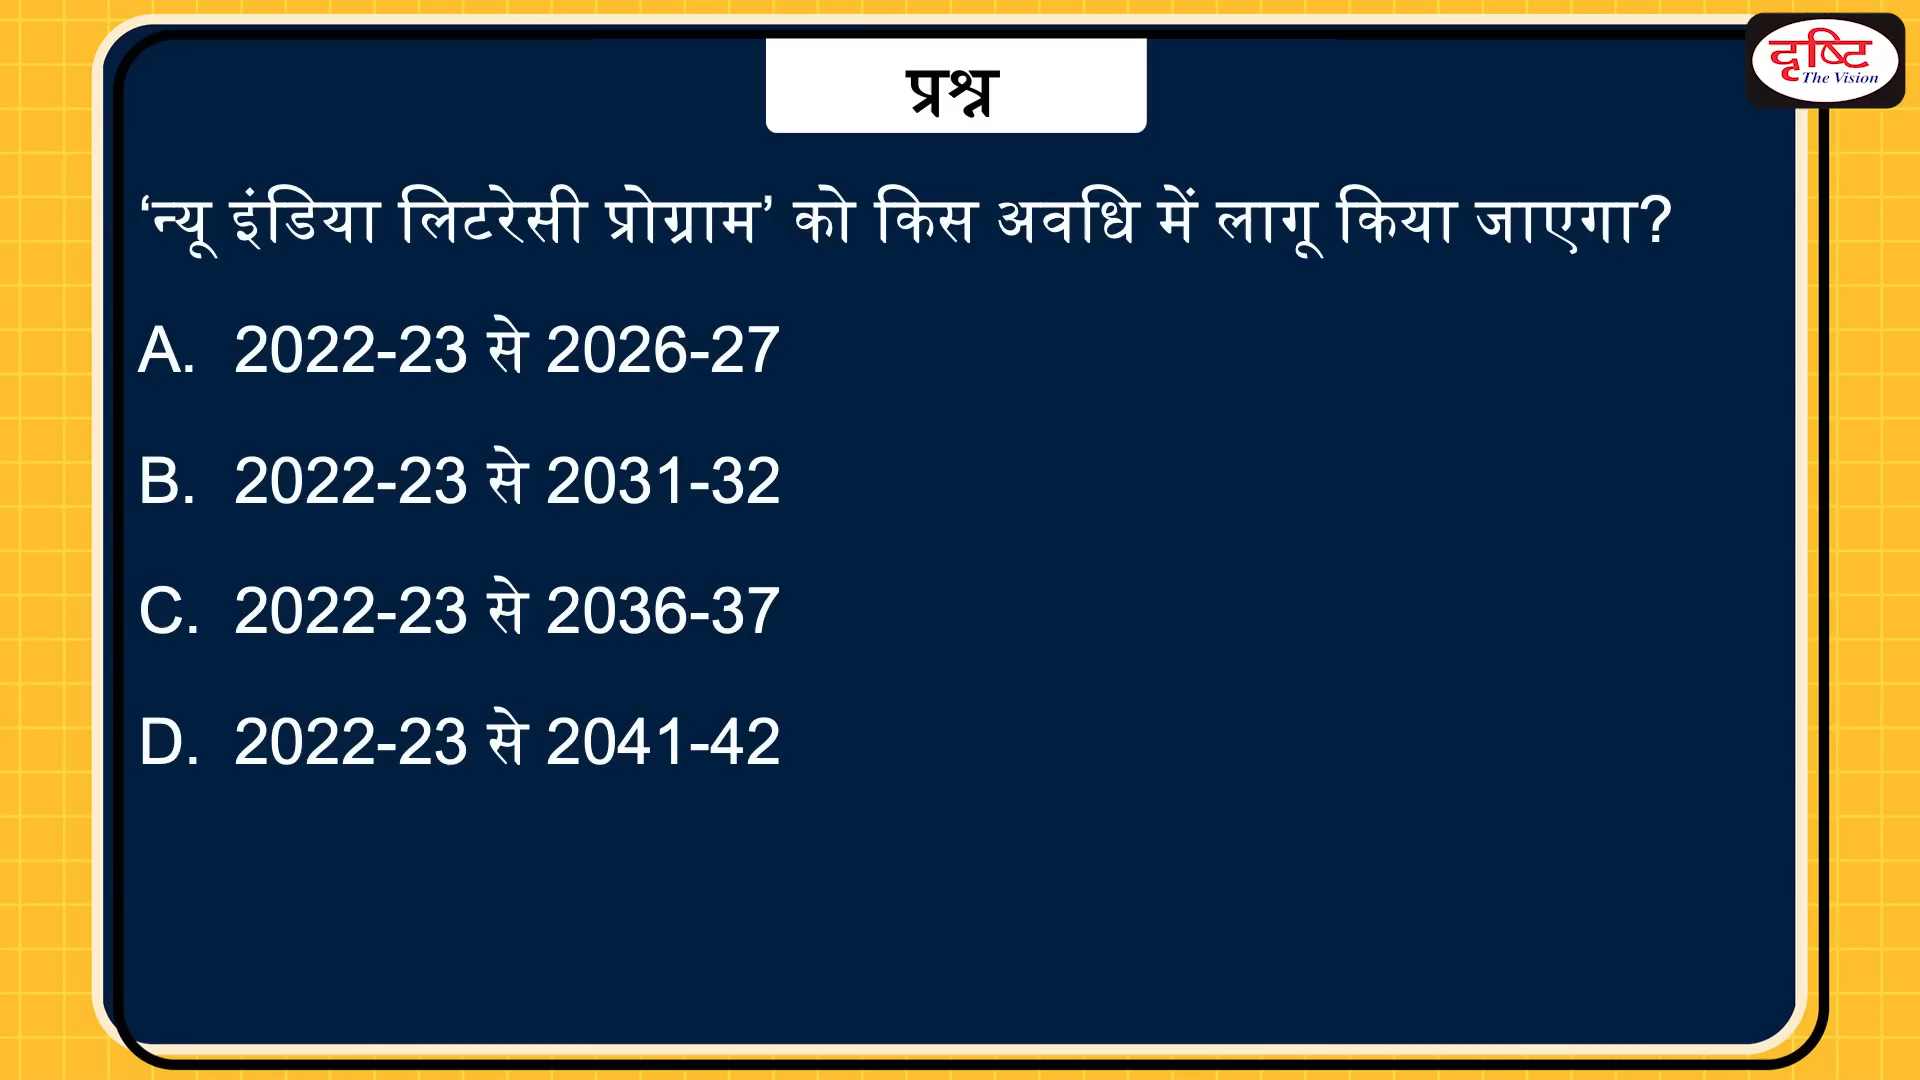 दृष्टि
The Vision
प्रश्न
‘न्यू इंडिया लिटरेसी प्रोग्राम’ को किस अवधि में लागू किया जाएगा?
A. 2022-23 से 2026-27
B. 2022-23 से 2031-32
C. 2022-23 से 2036-37
D. 2022-23 से 2041-42